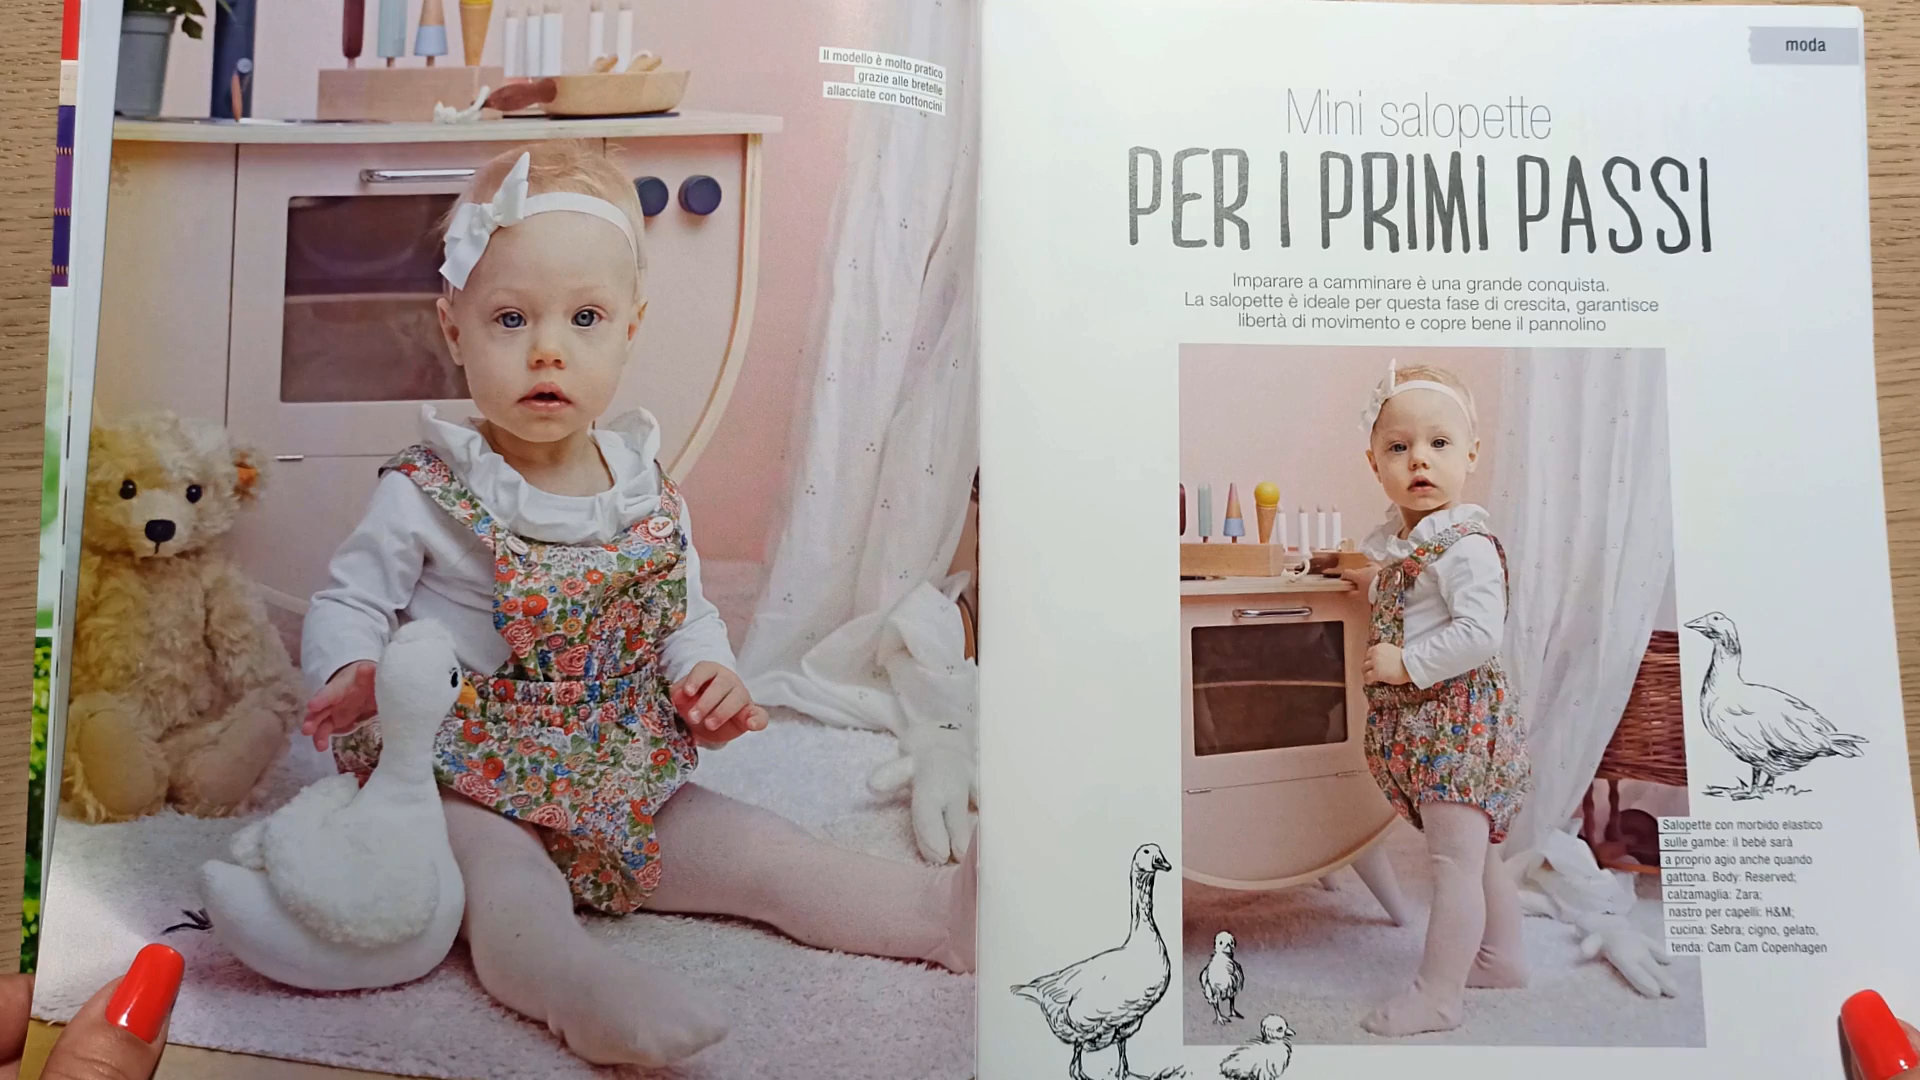 Il modello è molto pratico
grazie alle bretelle
allacciate con bottoncini
moda
Mini salopette
PER I PRIMI PASSI
Imparare a camminare è una grande conquista.
La salopette è ideale per questa fase di crescita, garantisce
libertà di movimento e copre bene il pannolino
Salopette con morbido elastico
sulle gambe: il bebè sarà
a proprio agio anche quando
gattona. Body: Reserved;
calzamaglia: Zara;
nastro per capelli: H&M;
cucina: Sebra; cigno, gelato,
tenda: Cam Cam Copenhagen